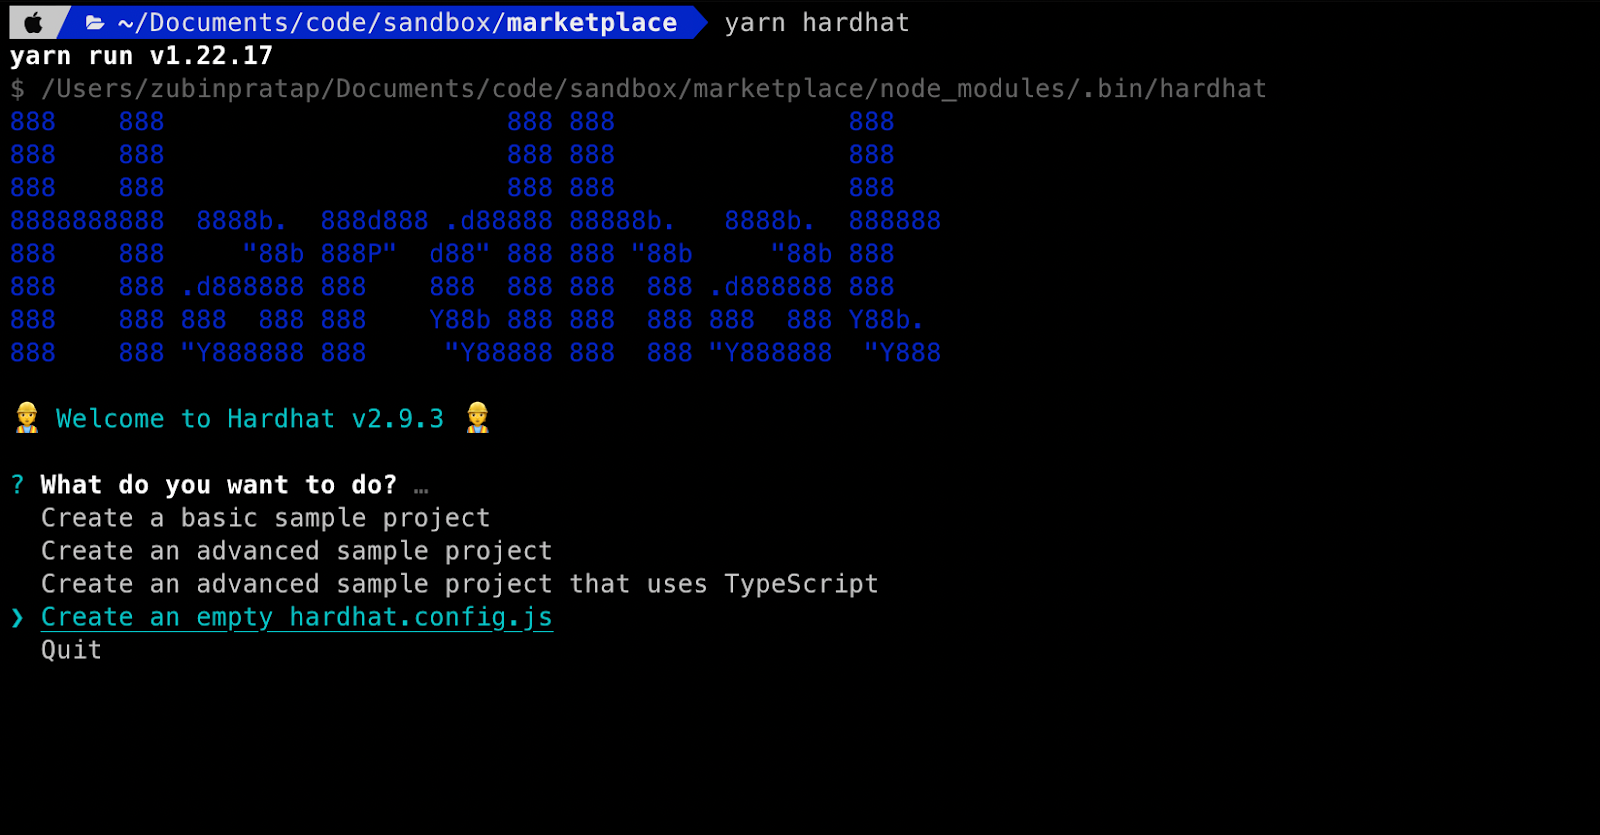 ~/Documents/code/sandbox/marketplace yarn hardhat
yarn run v1.22.17
$ /Users/zubinpratap/Documents/code/sandbox/marketplace/node_modules/.bin/hardhat
888    888                      888 888               888
888    888                      888 888               888
888    888                      888 888               888
8888888888  8888b.  888d888 .d88888 88888b.   8888b.  888888
888    888     "88b 888P"  d88" 888 888 "88b     "88b 888
888    888 .d888888 888    888  888 888  888 .d888888 888
888    888 888  888 888    Y88b 888 888  888 888  888 Y88b.
888    888 "Y888888 888     "Y88888 888  888 "Y888888  "Y888
👷 Welcome to Hardhat v2.9.3 👷
? What do you want to do? …
Create a basic sample project
Create an advanced sample project
Create an advanced sample project that uses TypeScript
❯ Create an empty hardhat.config.js
Quit